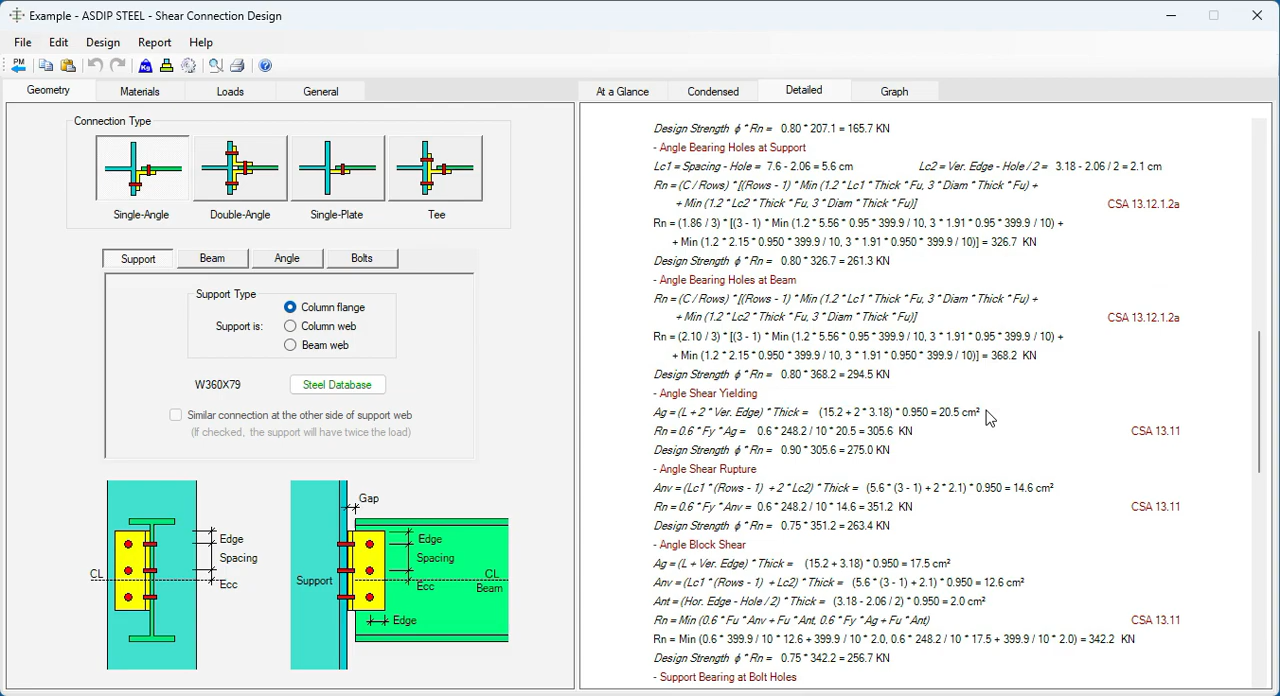 Example - ASDIP STEEL - Shear Connection Design
File Edit Design Report Help
PM Kg
Geometry Materials Loads General
Connection Type
Single-Angle Double-Angle Single-Plate Tee
Support Beam Angle Bolts
Support Type
Support is:
Column flange
Column web
Beam web
W360X79 Steel Database
Similar connection at the other side of support web
(If checked, the support will have twice the load)
Edge
Spacing
CL
Ecc
Gap
Edge
Spacing
Support
Ecc
CL
Beam
Edge
At a Glance Condensed Detailed Graph
Design Strength ϕ * Rn = 0.80 * 207.1 = 165.7 KN
- Angle Bearing Holes at Support
Lc1 = Spacing - Hole = 7.6 - 2.06 = 5.6 cm Lc2 = Ver. Edge - Hole / 2 = 3.18 - 2.06 / 2 = 2.1 cm
Rn = (C / Rows) * [(Rows - 1) * Min (1.2 * Lc1 * Thick * Fu, 3 * Diam * Thick * Fu) +
+ Min (1.2 * Lc2 * Thick * Fu, 3 * Diam * Thick * Fu)] CSA 13.12.1.2a
Rn = (1.86 / 3) * [(3 - 1) * Min (1.2 * 5.56 * 0.95 * 399.9 / 10, 3 * 1.91 * 0.95 * 399.9 / 10) +
+ Min (1.2 * 2.15 * 0.950 * 399.9 / 10, 3 * 1.91 * 0.950 * 399.9 / 10)] = 326.7 KN
Design Strength ϕ * Rn = 0.80 * 326.7 = 261.3 KN
- Angle Bearing Holes at Beam
Rn = (C / Rows) * [(Rows - 1) * Min (1.2 * Lc1 * Thick * Fu, 3 * Diam * Thick * Fu) +
+ Min (1.2 * Lc2 * Thick * Fu, 3 * Diam * Thick * Fu)] CSA 13.12.1.2a
Rn = (2.10 / 3) * [(3 - 1) * Min (1.2 * 5.56 * 0.95 * 399.9 / 10, 3 * 1.91 * 0.95 * 399.9 / 10) +
+ Min (1.2 * 2.15 * 0.950 * 399.9 / 10, 3 * 1.91 * 0.950 * 399.9 / 10)] = 368.2 KN
Design Strength ϕ * Rn = 0.80 * 368.2 = 294.5 KN
- Angle Shear Yielding
Ag = (L + 2 * Ver. Edge) * Thick = (15.2 + 2 * 3.18) * 0.950 = 20.5 cm²
Rn = 0.6 * Fy * Ag = 0.6 * 248.2 / 10 * 20.5 = 305.6 KN CSA 13.11
Design Strength ϕ * Rn = 0.90 * 305.6 = 275.0 KN
- Angle Shear Rupture
Anv = (Lc1 * (Rows - 1) + 2 * Lc2) * Thick = (5.6 * (3 - 1) + 2 * 2.1) * 0.950 = 14.6 cm²
Rn = 0.6 * Fy * Anv = 0.6 * 248.2 / 10 * 14.6 = 351.2 KN CSA 13.11
Design Strength ϕ * Rn = 0.75 * 351.2 = 263.4 KN
- Angle Block Shear
Ag = (L + Ver. Edge) * Thick = (15.2 + 3.18) * 0.950 = 17.5 cm²
Anv = (Lc1 * (Rows - 1) + Lc2) * Thick = (5.6 * (3 - 1) + 2.1) * 0.950 = 12.6 cm²
Ant = (Hor. Edge - Hole / 2) * Thick = (3.18 - 2.06 / 2) * 0.950 = 2.0 cm²
Rn = Min (0.6 * Fu * Anv + Fu * Ant, 0.6 * Fy * Ag + Fu * Ant) CSA 13.11
Rn = Min (0.6 * 399.9 / 10 * 12.6 + 399.9 / 10 * 2.0, 0.6 * 248.2 / 10 * 17.5 + 399.9 / 10 * 2.0) = 342.2 KN
Design Strength ϕ * Rn = 0.75 * 342.2 = 256.7 KN
- Support Bearing at Bolt Holes